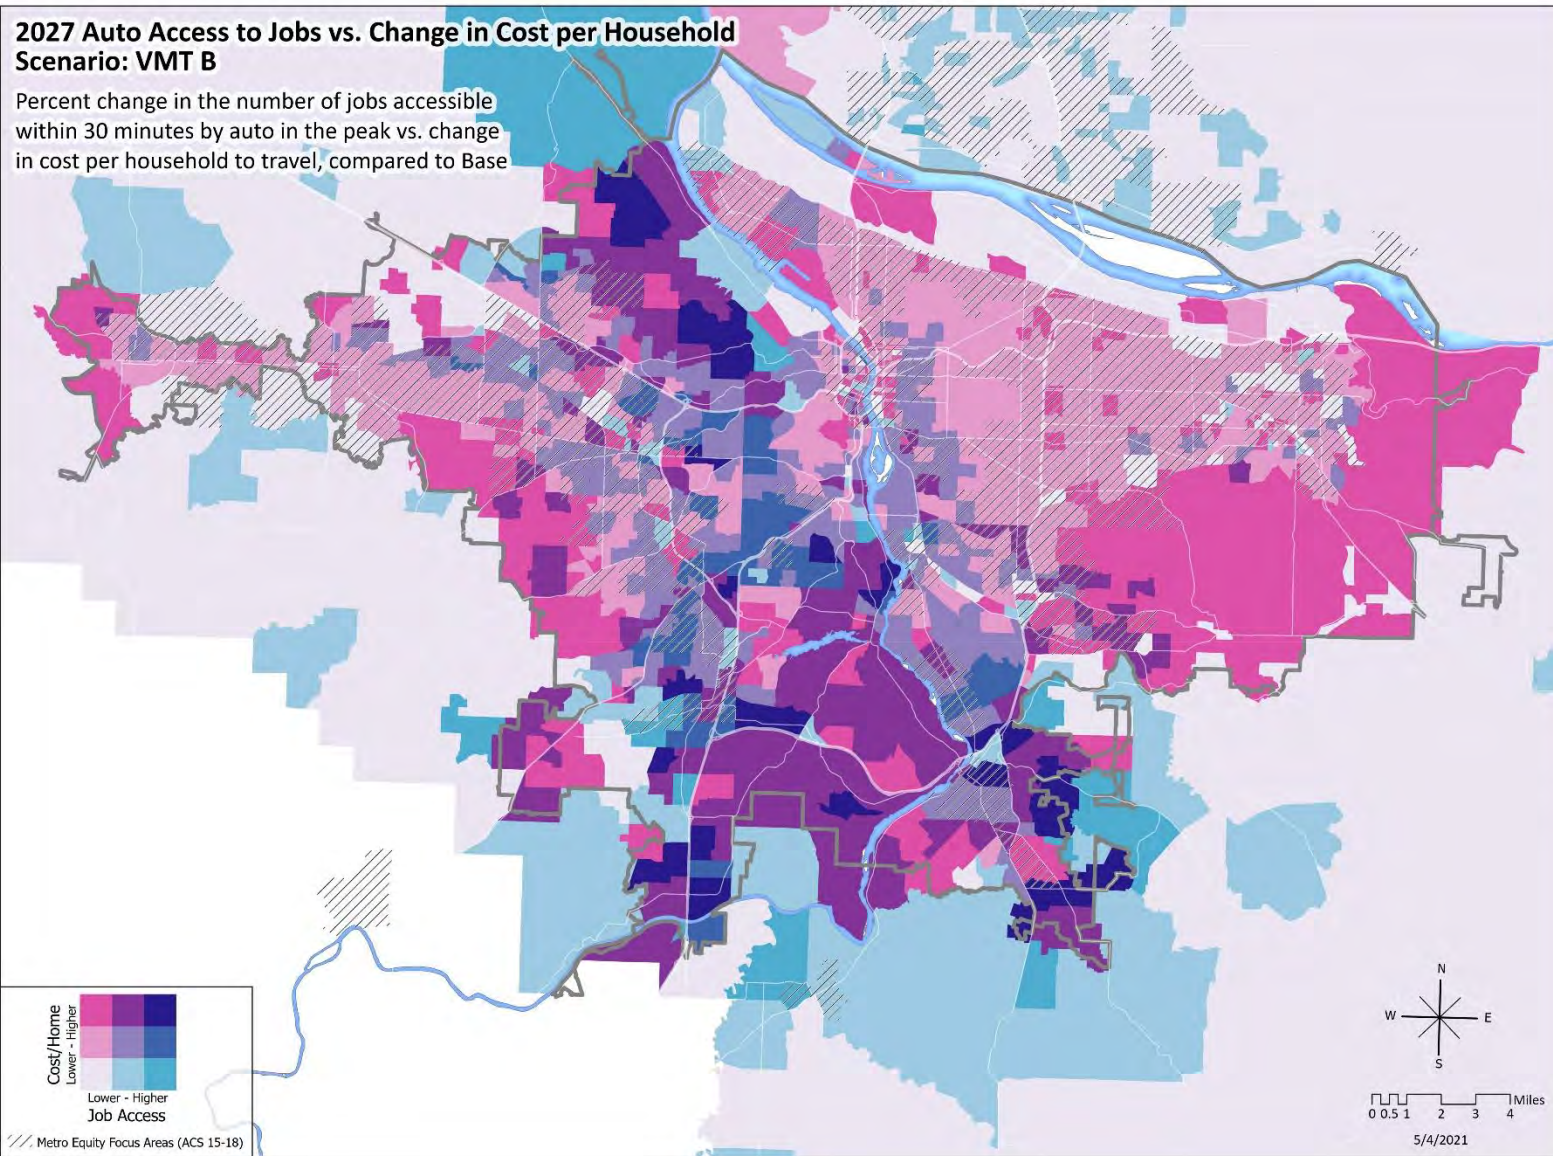 2027 Auto Access to Jobs vs. Change in Cost per Household
Scenario: VMT B
Percent change in the number of jobs accessible
within 30 minutes by auto in the peak vs. change
in cost per household to travel, compared to Base
Cost/Home
Lower - Higher
Lower - Higher
Job Access
Metro Equity Focus Areas (ACS 15-18)
N
W E
S
Miles
0 0.5 1 2 3 4
5/4/2021